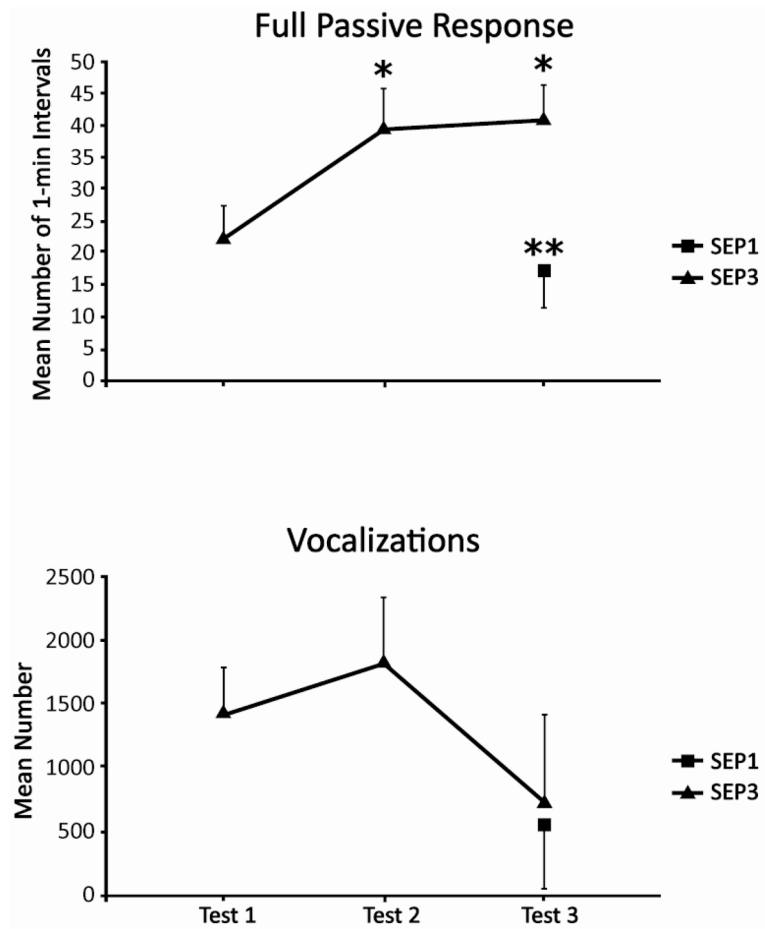 Full Passive Response
Mean Number of 1-min Intervals
50
45
40
35
30
25
20
15
10
5
0
*
*
**
SEP1
SEP3
Vocalizations
Mean Number
2500
2000
1500
1000
500
0
SEP1
SEP3
Test 1 Test 2 Test 3